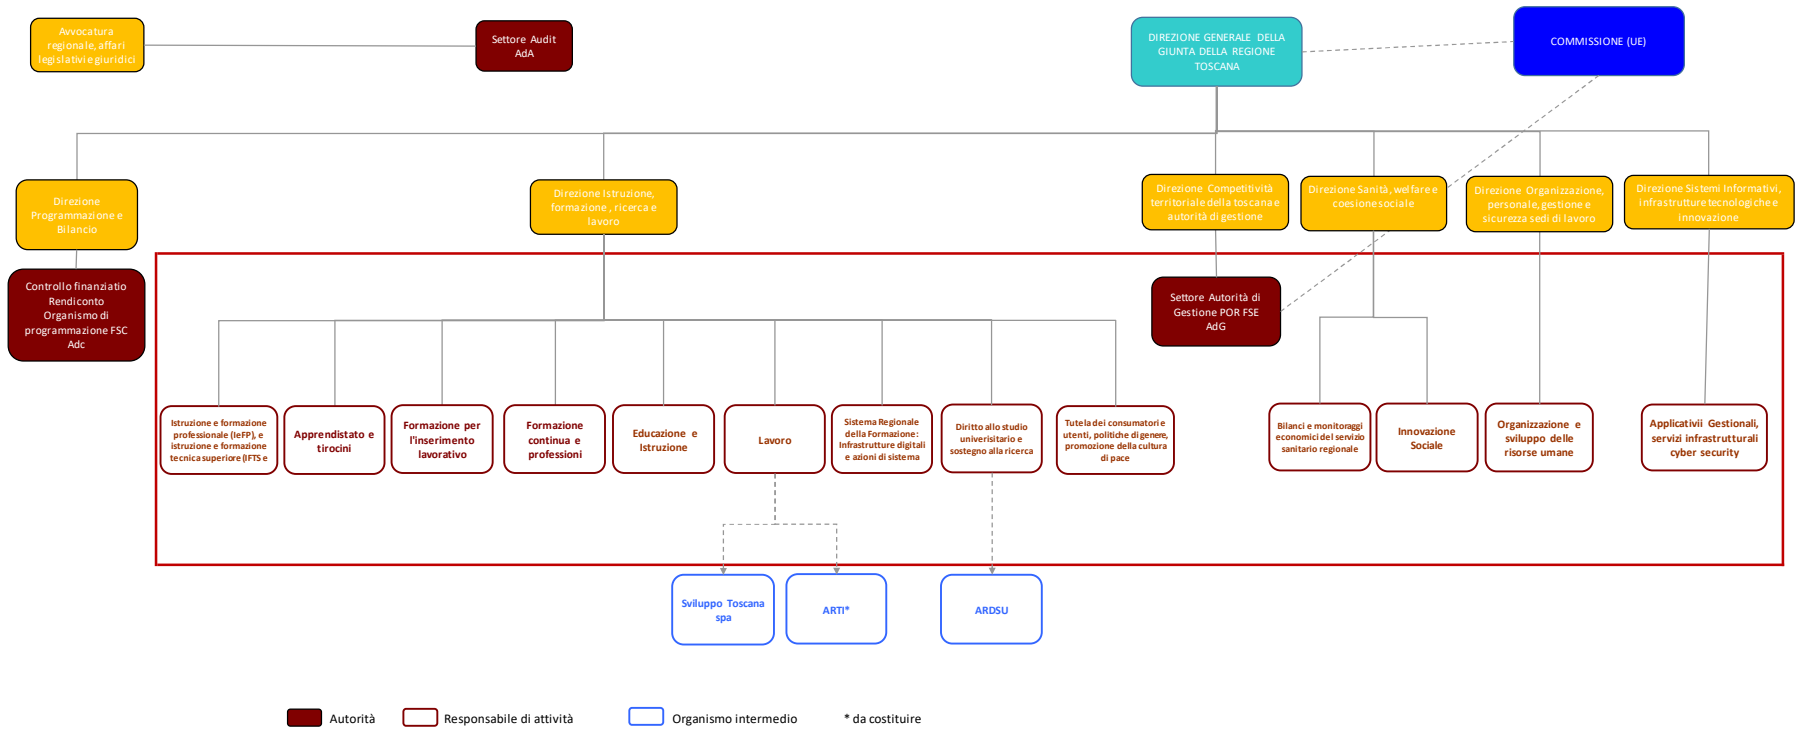 Avvocatura
regionale, affari
legislativi e giuridici
Settore Audit
AdA
DIREZIONE GENERALE DELLA
GIUNTA DELLA REGIONE
TOSCANA
COMMISSIONE (UE)
Direzione
Programmazione e
Bilancio
Direzione Istruzione,
formazione , ricerca e
lavoro
Direzione Competitività
territoriale della toscana e
autorità di gestione
Direzione Sanità, welfare e
coesione sociale
Direzione Organizzazione,
personale, gestione e
sicurezza sedi di lavoro
Direzione Sistemi Informativi,
infrastrutture tecnologiche e
innovazione
Controllo finanziatio
Rendiconto
Organismo di
programmazione FSC
Adc
Settore Autorità di
Gestione POR FSE
AdG
Istruzione e formazione
professionale (IeFP), e
istruzione e formazione
tecnica superiore (IFTS e
Apprendistato e
tirocini
Formazione per
l'inserimento
lavorativo
Formazione
continua e
professioni
Educazione e
Istruzione
Lavoro
Sistema Regionale
della Formazione:
Infrastrutture digitali
e azioni di sistema
Diritto allo studio
univerisitario e
sostegno alla ricerca
Tutela dei consumatori e
utenti, politiche di genere,
promozione della cultura
di pace
Bilanci e monitoraggi
economici del servizio
sanitario regionale
Innovazione
Sociale
Organizzazione e
sviluppo delle
risorse umane
Applicativii Gestionali,
servizi infrastrutturali
cyber security
Sviluppo Toscana
spa
ARTI*
ARDSU
Autorità
Responsabile di attività
Organismo intermedio
* da costituire